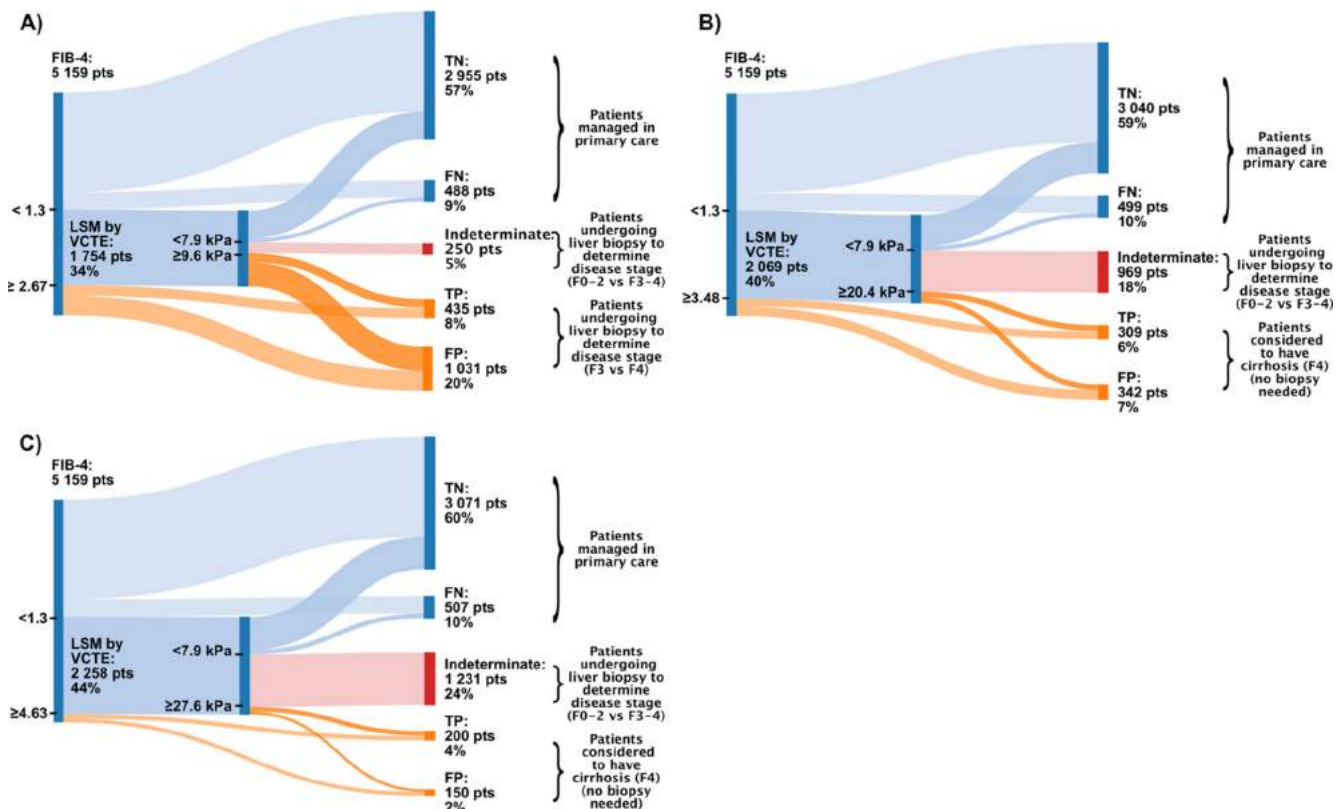 A)
FIB-4:
5 159 pts
< 1.3
≥ 2.67
LSM by
VCTE:
1 754 pts
34%
<7.9 kPa
≥9.6 kPa
TN:
2 955 pts
57%
FN:
488 pts
9%
Indeterminate:
250 pts
5%
TP:
435 pts
8%
FP:
1 031 pts
20%
Patients
managed in
primary care
Patients
undergoing
liver biopsy to
determine
disease stage
(F0-2 vs F3-4)
Patients
undergoing
liver biopsy to
determine
disease stage
(F3 vs F4)
B)
FIB-4:
5 159 pts
<1.3
≥3.48
LSM by
VCTE:
2 069 pts
40%
<7.9 kPa
≥20.4 kPa
TN:
3 040 pts
59%
FN:
499 pts
10%
Indeterminate:
969 pts
18%
TP:
309 pts
6%
FP:
342 pts
7%
Patients
managed in
primary care
Patients
undergoing
liver biopsy to
determine
disease stage
(F0-2 vs F3-4)
Patients
considered
to have
cirrhosis (F4)
(no biopsy
needed)
C)
FIB-4:
5 159 pts
<1.3
≥4.63
LSM by
VCTE:
2 258 pts
44%
<7.9 kPa
≥27.6 kPa
TN:
3 071 pts
60%
FN:
507 pts
10%
Indeterminate:
1 231 pts
24%
TP:
200 pts
4%
FP:
150 pts
2%
Patients
managed in
primary care
Patients
undergoing
liver biopsy to
determine
disease stage
(F0-2 vs F3-4)
Patients
considered
to have
cirrhosis (F4)
(no biopsy
needed)